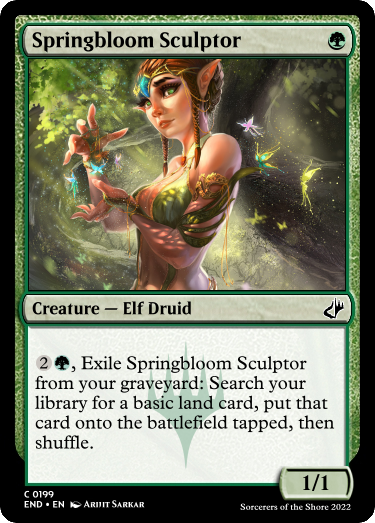 Springbloom Sculptor
Creature — Elf Druid
2 , Exile Springbloom Sculptor
from your graveyard: Search your
library for a basic land card, put that
card onto the battlefield tapped, then
shuffle.
1/1
C 0199
END • EN Arijit Sarkar
Sorcerers of the Shore 2022